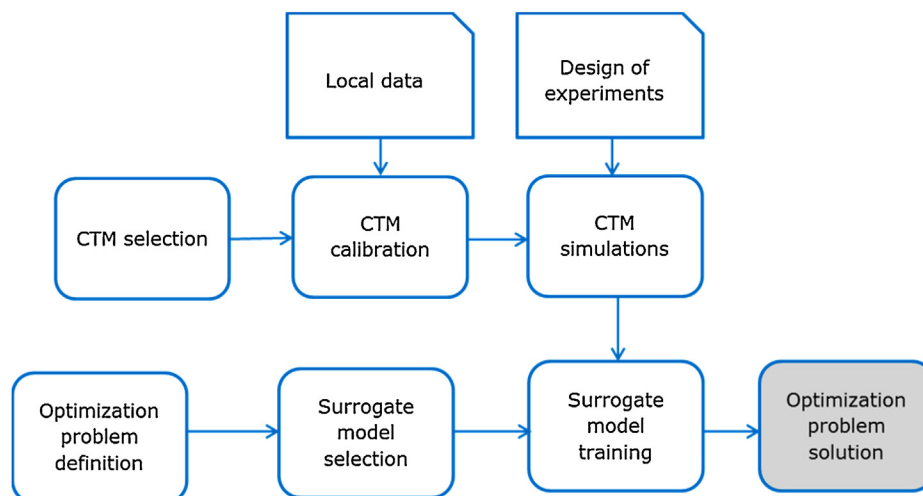 Local data
Design of
experiments
CTM selection
CTM
calibration
CTM
simulations
Optimization
problem
definition
Surrogate
model
selection
Surrogate
model
training
Optimization
problem
solution